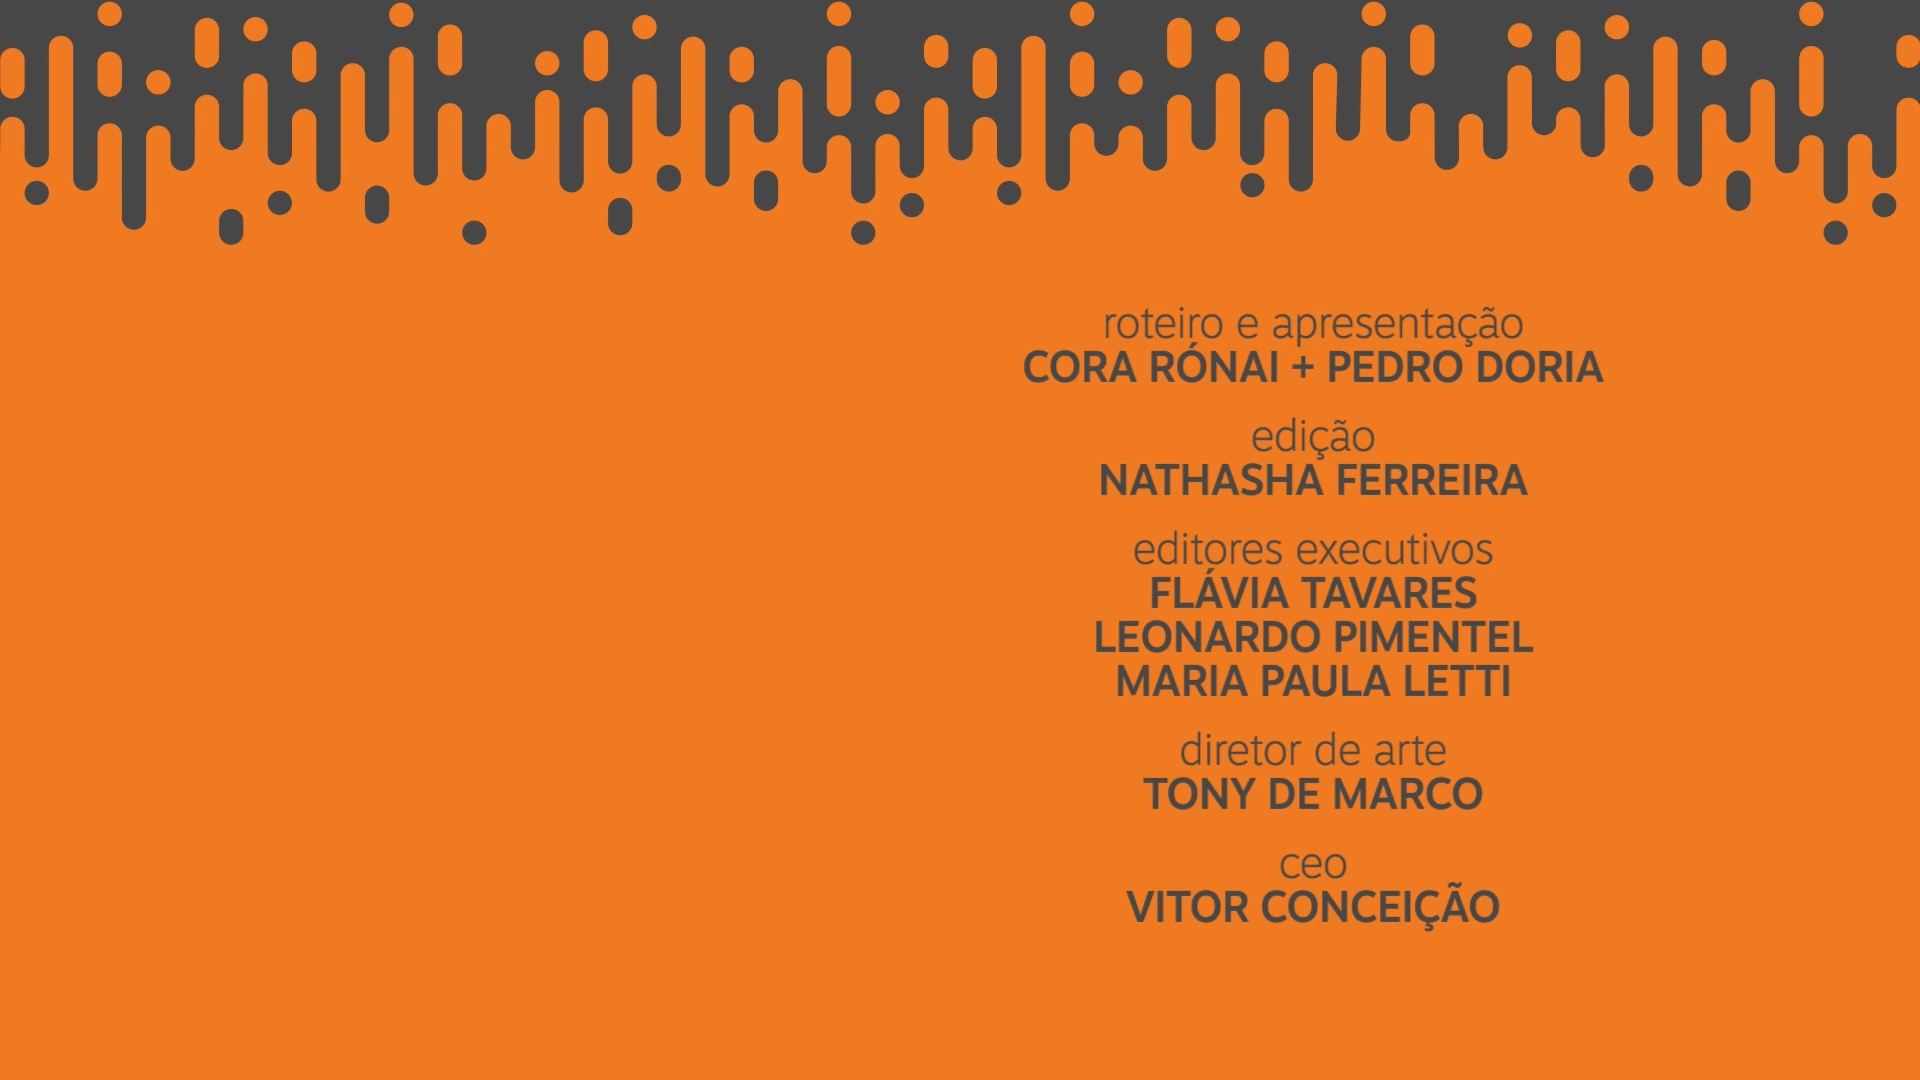 roteiro e apresentação
CORA RÓNAI + PEDRO DORIA
edição
NATHASHA FERREIRA
editores executivos
FLÁVIA TAVARES
LEONARDO PIMENTEL
MARIA PAULA LETTI
diretor de arte
TONY DE MARCO
ceo
VITOR CONCEIÇÃO